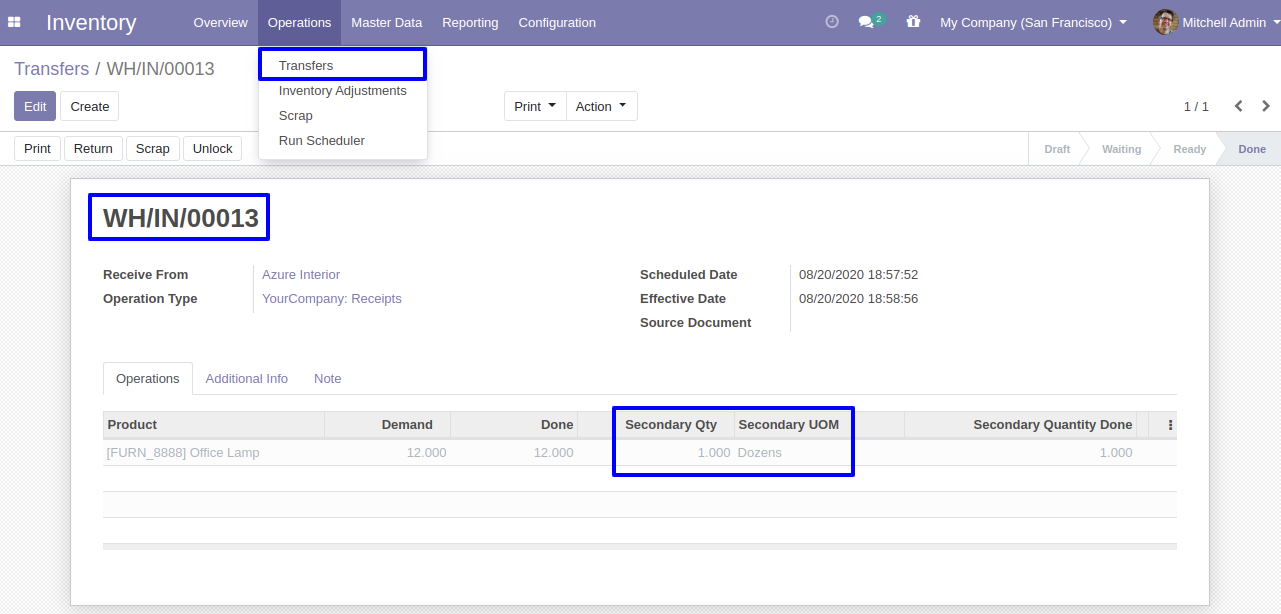 Inventory Overview Operations Master Data Reporting Configuration 2 My Company (San Francisco) Mitchell Admin
Transfers
Inventory Adjustments
Scrap
Run Scheduler
Transfers / WH/IN/00013
Edit Create Print Action 1 / 1
Print Return Scrap Unlock Draft Waiting Ready Done
WH/IN/00013
Receive From Azure Interior Scheduled Date 08/20/2020 18:57:52
Operation Type YourCompany: Receipts Effective Date 08/20/2020 18:58:56
Source Document
Operations Additional Info Note
Product Demand Done Secondary Qty Secondary UOM Secondary Quantity Done
[FURN_8888] Office Lamp 12.000 12.000 1.000 Dozens 1.000